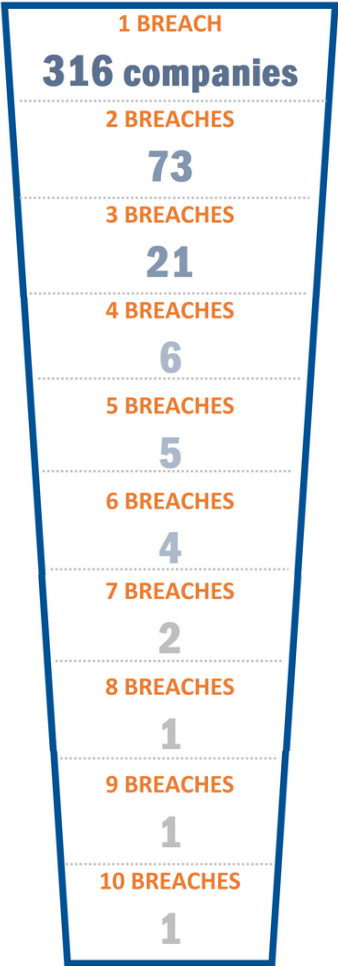 1 BREACH
316 companies
2 BREACHES
73
3 BREACHES
21
4 BREACHES
6
5 BREACHES
5
6 BREACHES
4
7 BREACHES
2
8 BREACHES
1
9 BREACHES
1
10 BREACHES
1